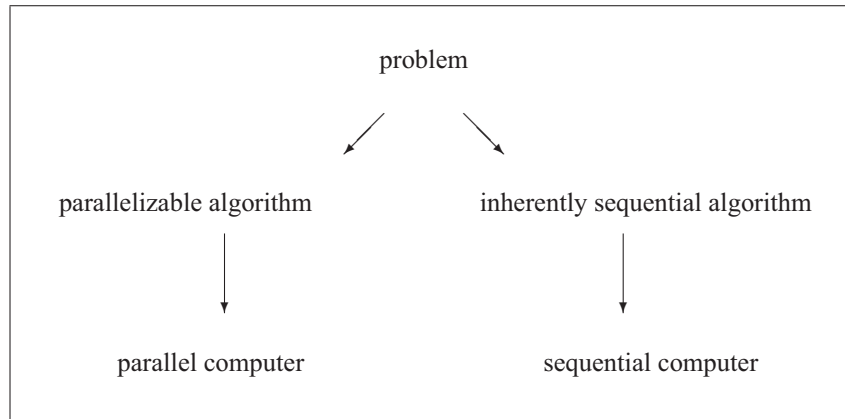 problem
parallelizable algorithm
inherently sequential algorithm
parallel computer
sequential computer